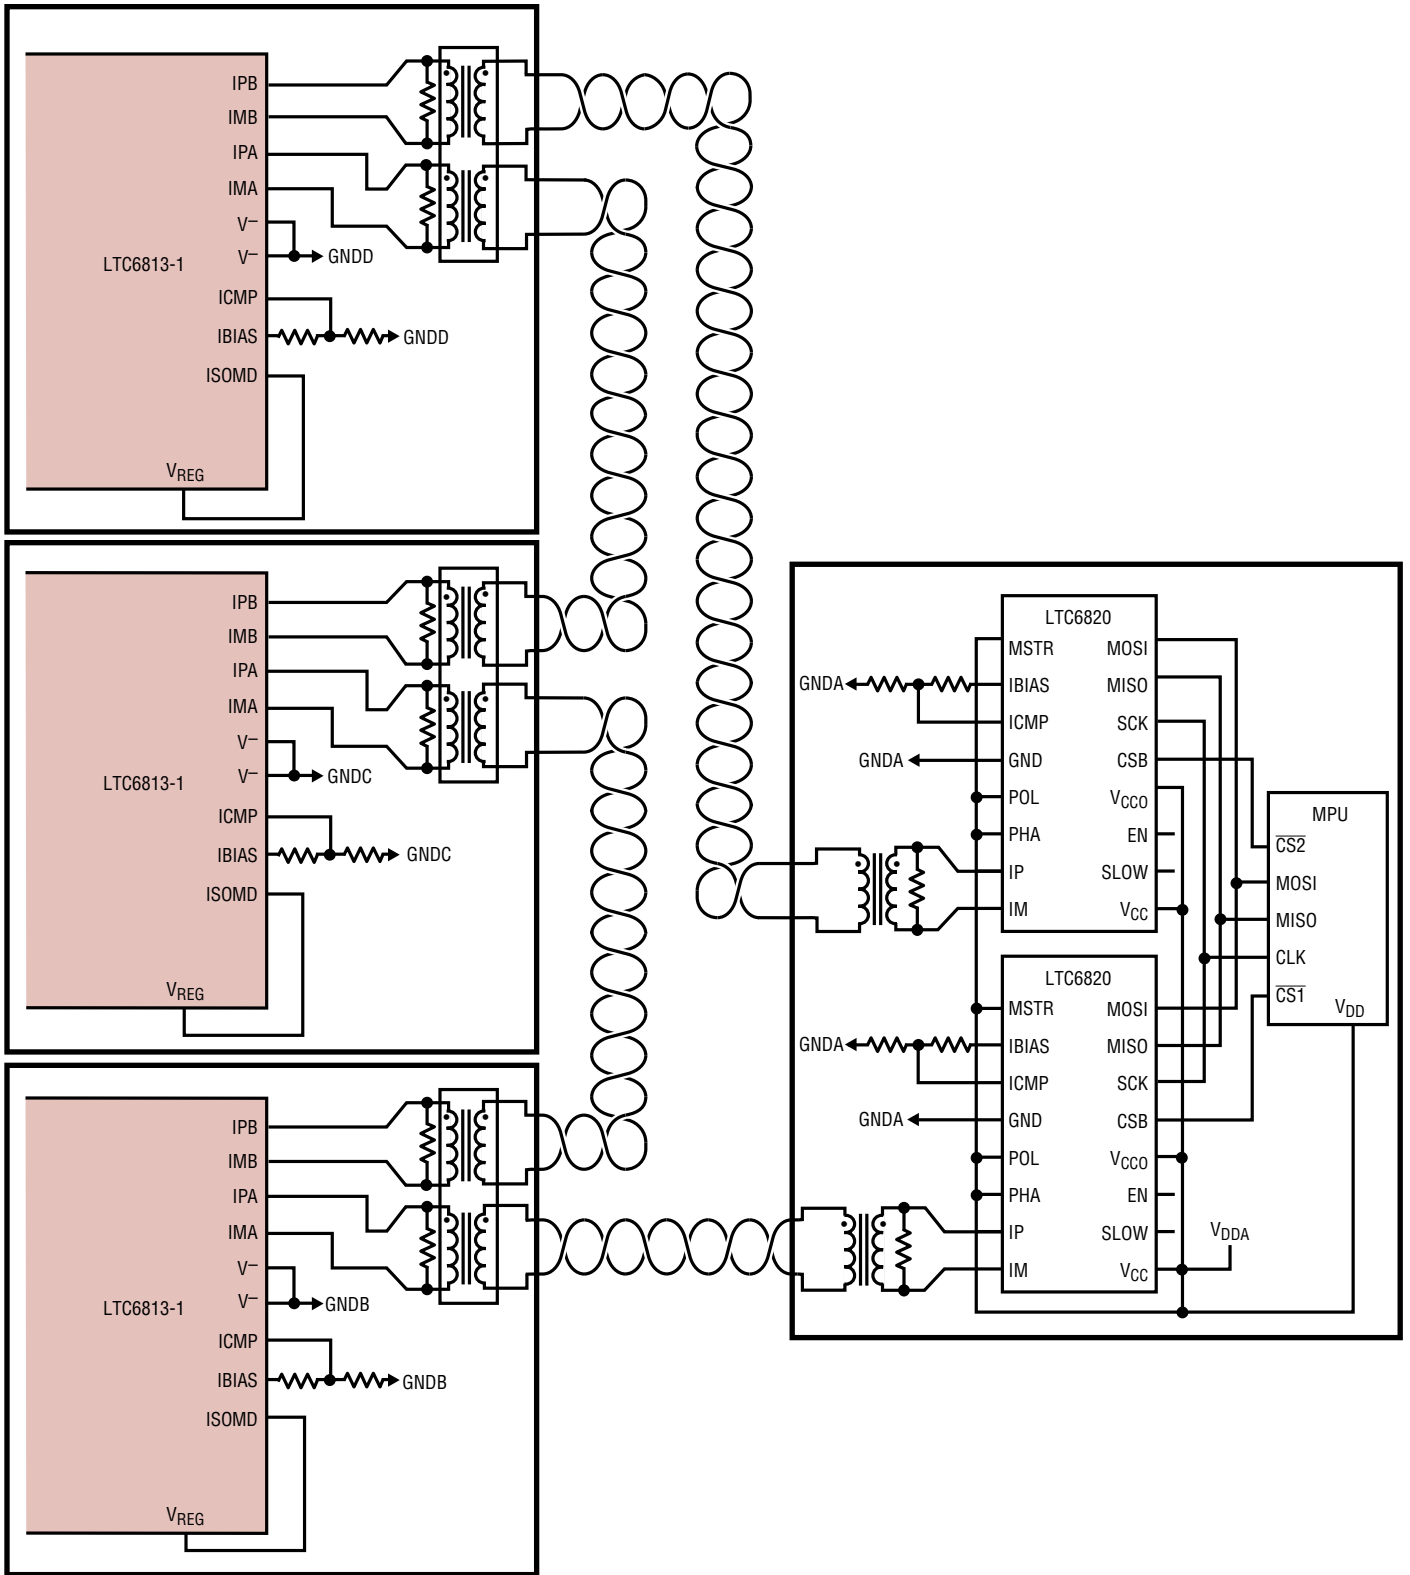 IPB
IMB
IPA
IMA
V–
V–
GNDD
LTC6813-1
ICMP
IBIAS
GNDD
ISOMD
VREG
IPB
IMB
IPA
IMA
V–
V–
GNDC
LTC6813-1
ICMP
IBIAS
GNDC
ISOMD
VREG
IPB
IMB
IPA
IMA
V–
V–
GNDB
LTC6813-1
ICMP
IBIAS
GNDB
ISOMD
VREG
LTC6820
MSTR
MOSI
GNDA
IBIAS
MISO
ICMP
SCK
GNDA
GND
CSB
POL
VCCO
PHA
EN
IP
SLOW
IM
VCC
MPU
CS2
MOSI
MISO
CLK
CS1
VDD
LTC6820
MSTR
MOSI
GNDA
IBIAS
MISO
ICMP
SCK
GNDA
GND
CSB
POL
VCCO
PHA
EN
IP
SLOW
VDDA
IM
VCC